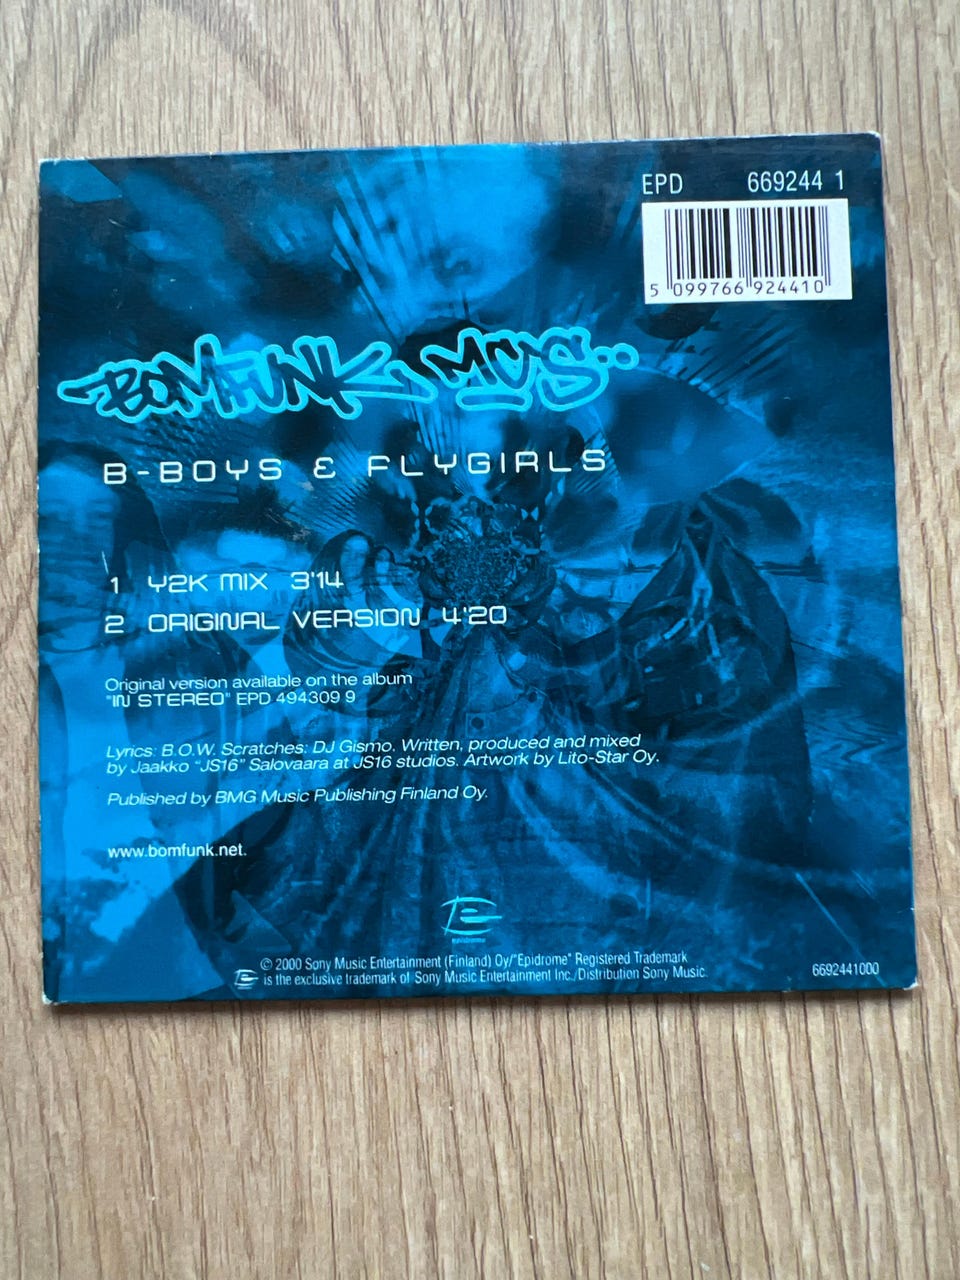 EPD 669244 1
5 099766 924410
BOMFUNK MC'S..
B-BOYS & FLYGIRLS
1 Y2K MIX 3'14
2 ORIGINAL VERSION 4'20
Original version available on the album
"IN STEREO" EPD 494309 9
Lyrics: B.O.W. Scratches: DJ Gismo. Written, produced and mixed
by Jaakko "JS16" Salovaara at JS16 studios. Artwork by Lito-Star Oy.
Published by BMG Music Publishing Finland Oy.
www.bomfunk.net.
epidrome
© 2000 Sony Music Entertainment (Finland) Oy/"Epidrome" Registered Trademark
is the exclusive trademark of Sony Music Entertainment Inc./Distribution Sony Music.
6692441000